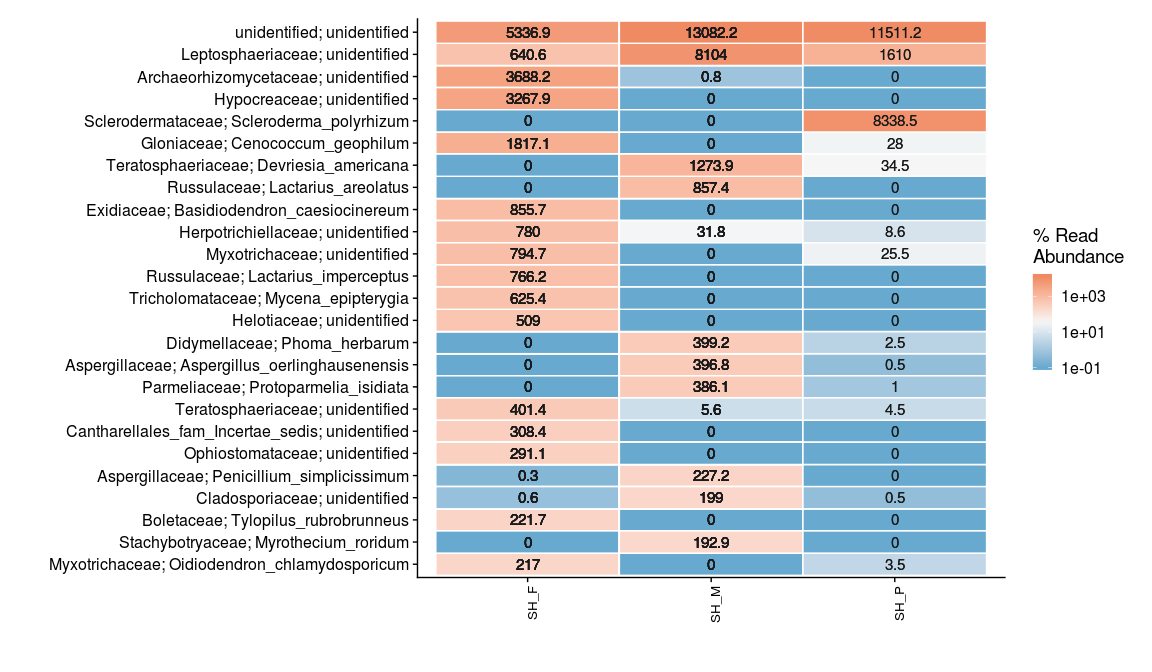 unidentified; unidentified 5336.9 13082.2 11511.2
Leptosphaeriaceae; unidentified 640.6 8104 1610
Archaeorhizomycetaceae; unidentified 3688.2 0.8 0
Hypocreaceae; unidentified 3267.9 0 0
Sclerodermataceae; Scleroderma_polyrhizum 0 0 8338.5
Gloniaceae; Cenococcum_geophilum 1817.1 0 28
Teratosphaeriaceae; Devriesia_americana 0 1273.9 34.5
Russulaceae; Lactarius_areolatus 0 857.4 0
Exidiaceae; Basidiodendron_caesiocinereum 855.7 0 0
Herpotrichiellaceae; unidentified 780 31.8 8.6
Myxotrichaceae; unidentified 794.7 0 25.5
Russulaceae; Lactarius_imperceptus 766.2 0 0
Tricholomataceae; Mycena_epipterygia 625.4 0 0
Helotiaceae; unidentified 509 0 0
Didymellaceae; Phoma_herbarum 0 399.2 2.5
Aspergillaceae; Aspergillus_oerlinghausenensis 0 396.8 0.5
Parmeliaceae; Protoparmelia_isidiata 0 386.1 1
Teratosphaeriaceae; unidentified 401.4 5.6 4.5
Cantharellales_fam_Incertae_sedis; unidentified 308.4 0 0
Ophiostomataceae; unidentified 291.1 0 0
Aspergillaceae; Penicillium_simplicissimum 0.3 227.2 0
Cladosporiaceae; unidentified 0.6 199 0.5
Boletaceae; Tylopilus_rubrobrunneus 221.7 0 0
Stachybotryaceae; Myrothecium_roridum 0 192.9 0
Myxotrichaceae; Oidiodendron_chlamydosporicum 217 0 3.5
SH_F SH_M SH_P
% Read
Abundance
1e+03
1e+01
1e-01